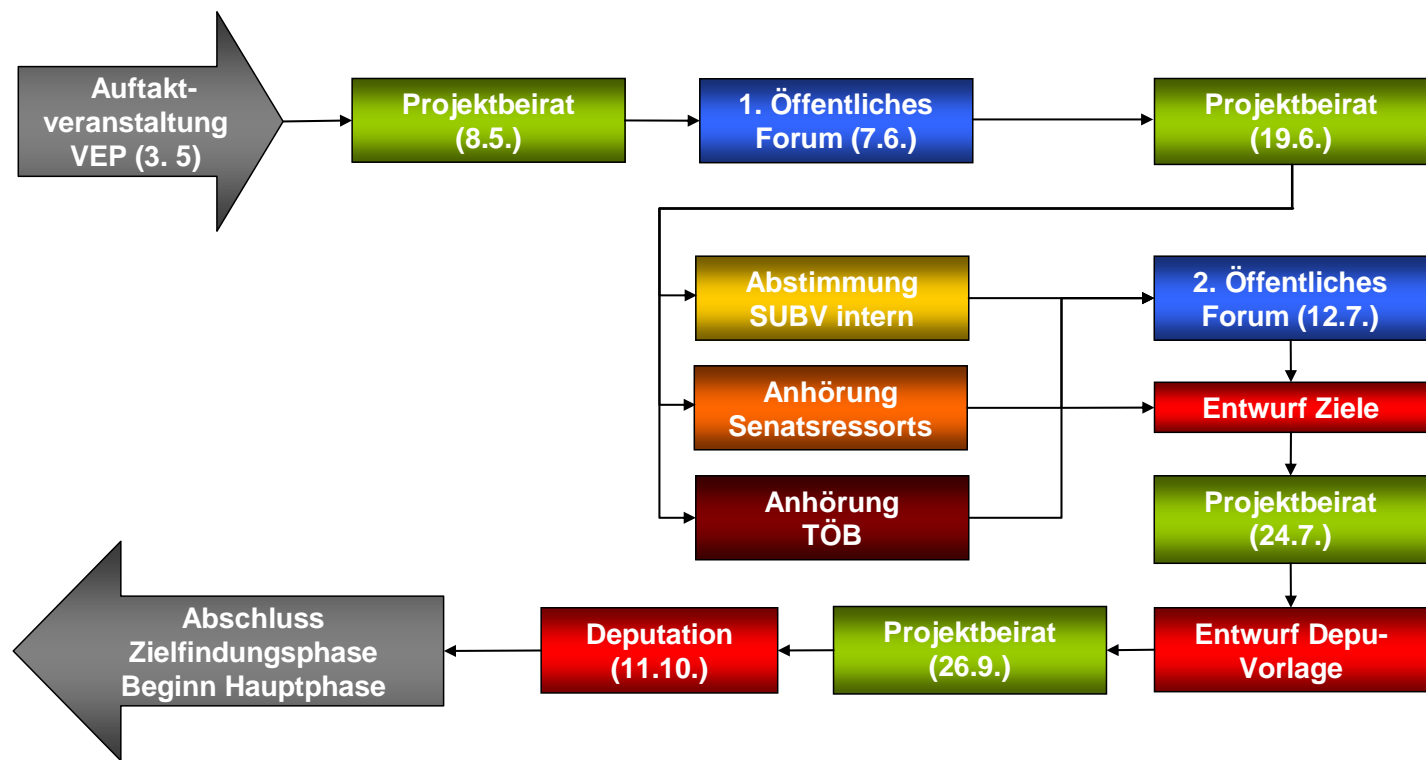 Auftakt-
veranstaltung
VEP (3. 5)
Projektbeirat
(8.5.)
1. Öffentliches
Forum (7.6.)
Projektbeirat
(19.6.)
Abstimmung
SUBV intern
2. Öffentliches
Forum (12.7.)
Anhörung
Senatsressorts
Entwurf Ziele
Anhörung
TÖB
Projektbeirat
(24.7.)
Entwurf Depu-
Vorlage
Projektbeirat
(26.9.)
Deputation
(11.10.)
Abschluss
Zielfindungsphase
Beginn Hauptphase